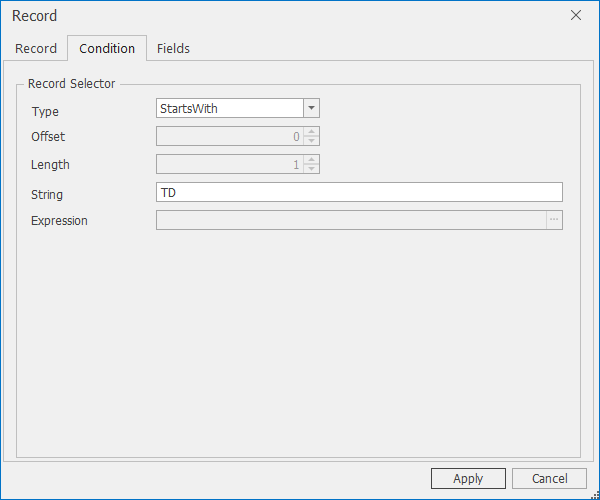 Record
Record Condition Fields
Record Selector
Type StartsWith
Offset 0
Length 1
String TD
Expression ...
Apply Cancel